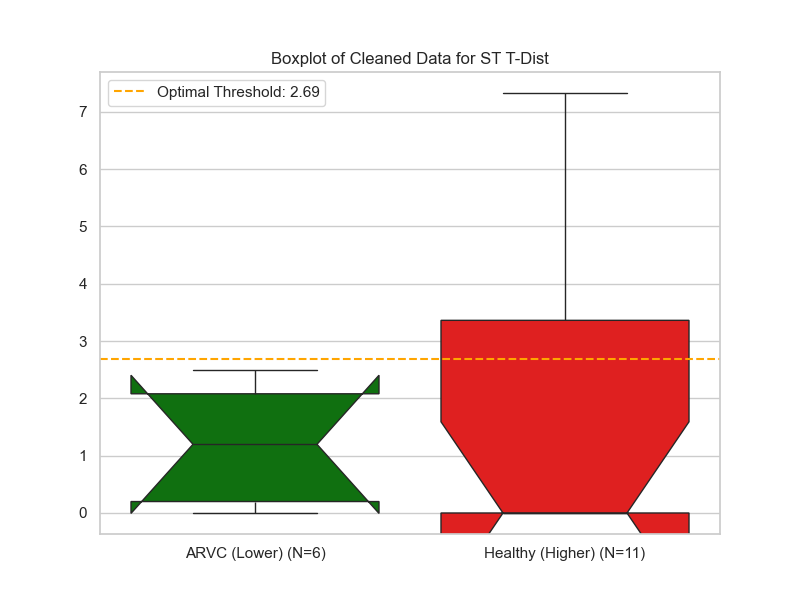 Boxplot of Cleaned Data for ST T-Dist
Optimal Threshold: 2.69
7
6
5
4
3
2
1
0
ARVC (Lower) (N=6)
Healthy (Higher) (N=11)